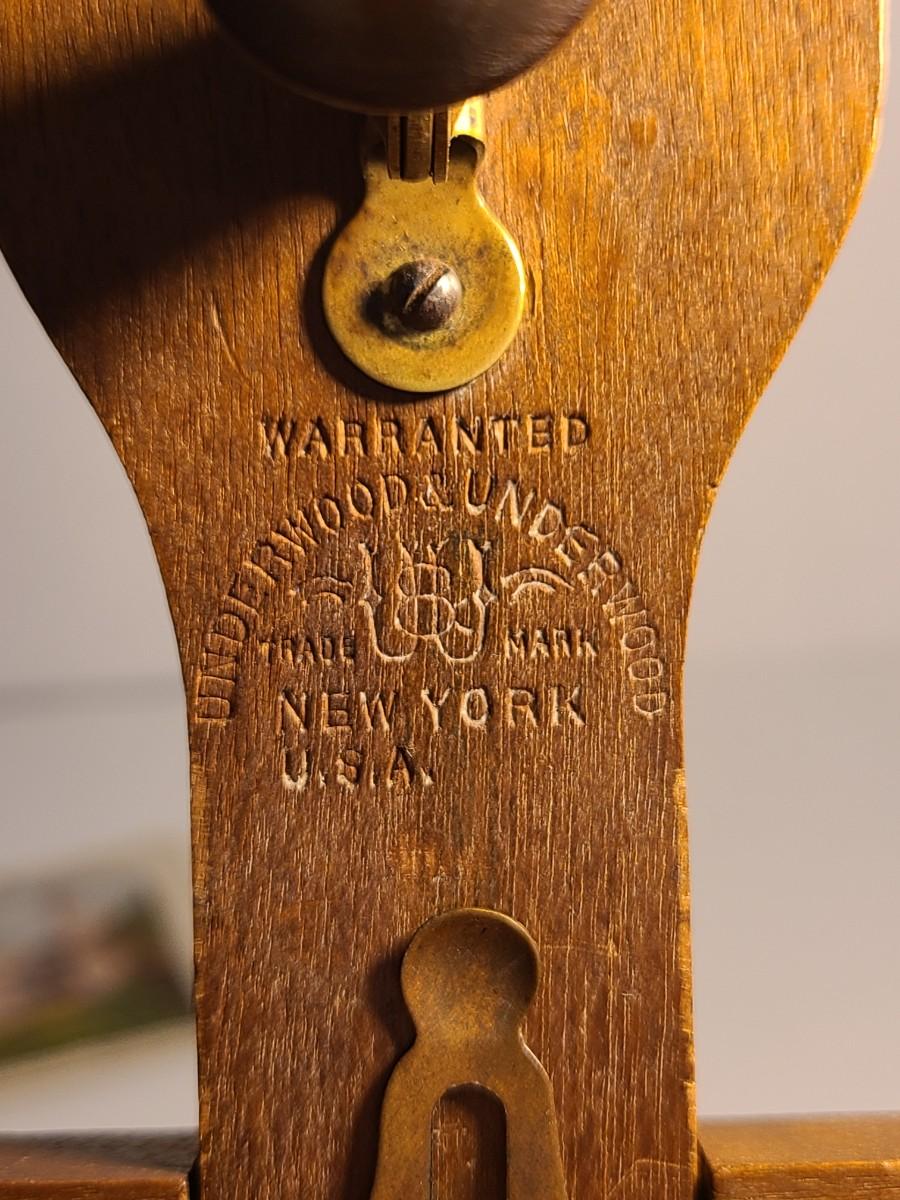 WARRANTED
UNDERWOOD & UNDERWOOD
U&U
TRADE MARK
NEW YORK
U.S.A.